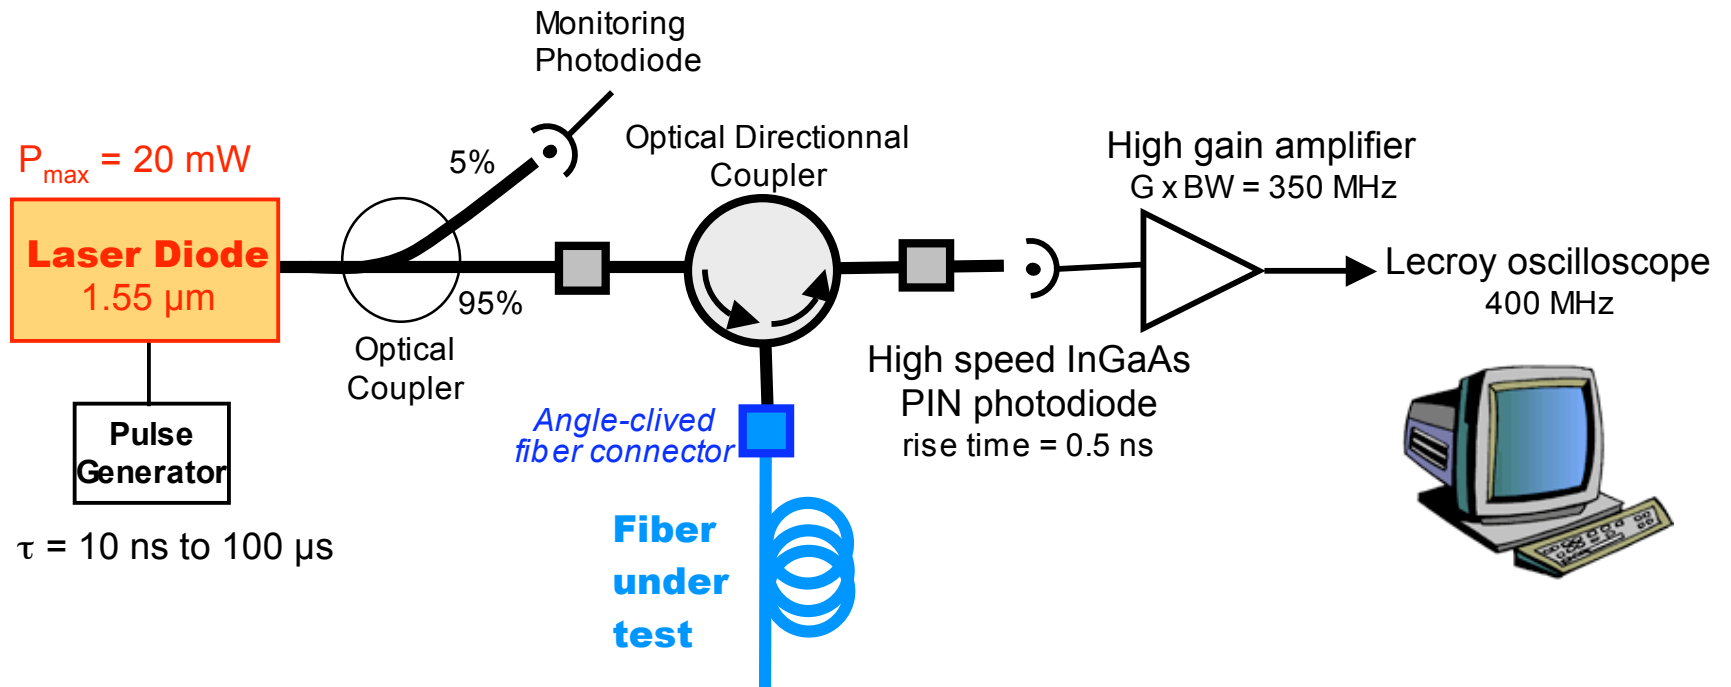 Monitoring
Photodiode
P_max = 20 mW
Laser Diode
1.55 µm
5%
95%
Optical
Coupler
Pulse
Generator
τ = 10 ns to 100 µs
Optical Directionnal
Coupler
Angle-clived
fiber connector
Fiber
under
test
High speed InGaAs
PIN photodiode
rise time = 0.5 ns
High gain amplifier
G x BW = 350 MHz
Lecroy oscilloscope
400 MHz